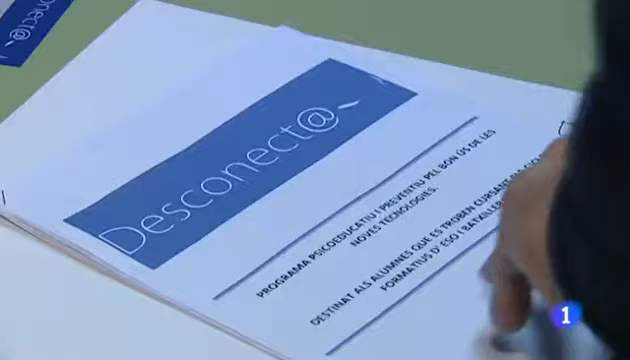 onect@
Desconect@
PROGRAMA PSICOEDUCATIU I PREVENTIU PEL BON ÚS DE LES
NOVES TECNOLOGIES.
DESTINAT ALS ALUMNES QUE ES TROBEN CURSANT
FORMATIUS D' ESO I BATXILLER
1